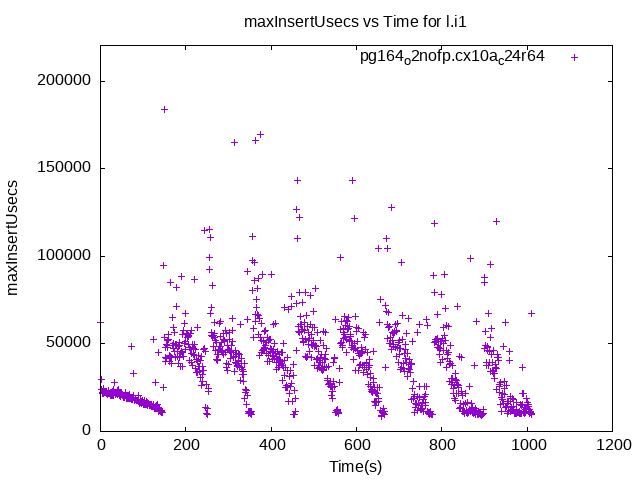 maxInsertUsecs vs Time for l.i1
pg164o2nofp.cx10ac24r64
200000
150000
100000
50000
0
maxInsertUsecs
0 200 400 600 800 1000 1200
Time(s)